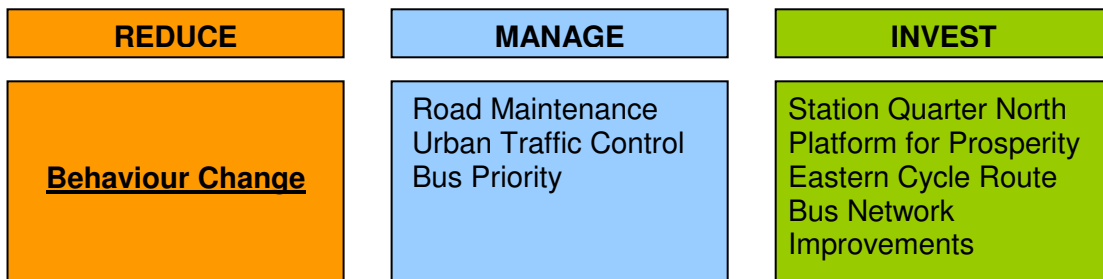 REDUCE
MANAGE
INVEST
Behaviour Change
Road Maintenance
Urban Traffic Control
Bus Priority
Station Quarter North
Platform for Prosperity
Eastern Cycle Route
Bus Network
Improvements